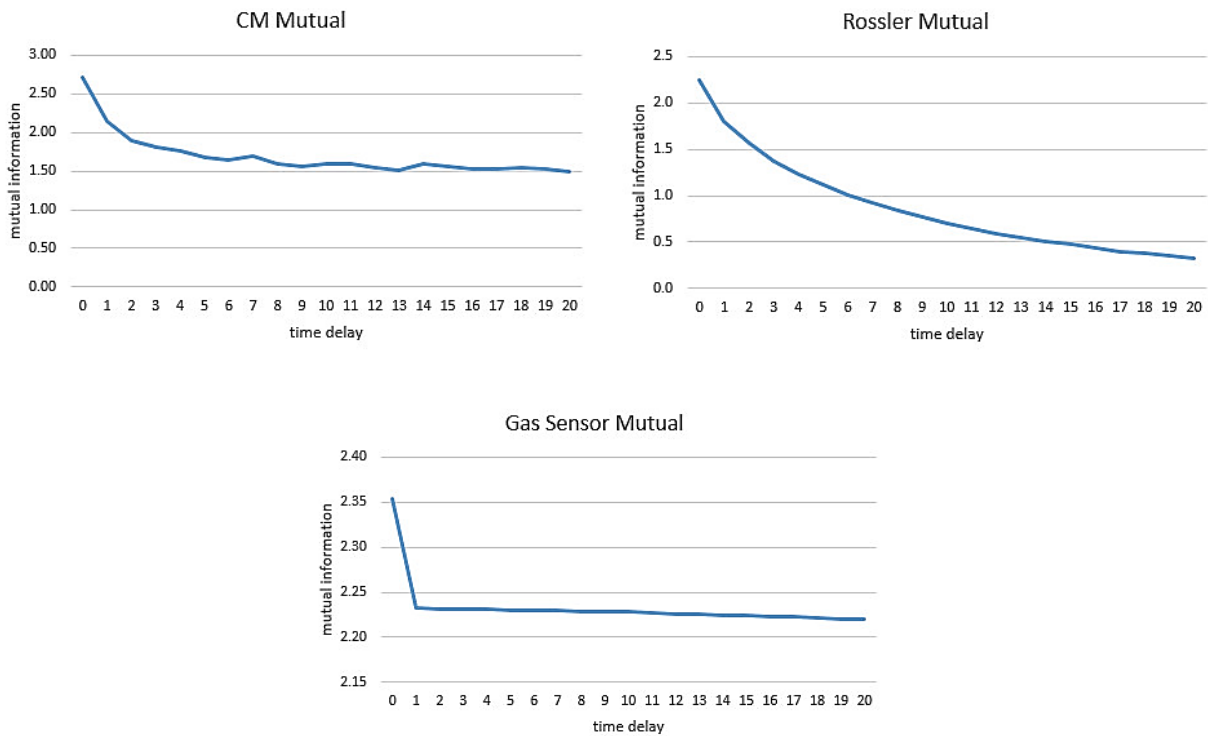 CM Mutual
mutual information
3.00
2.50
2.00
1.50
1.00
0.50
0.00
0 1 2 3 4 5 6 7 8 9 10 11 12 13 14 15 16 17 18 19 20
time delay
Rossler Mutual
mutual information
2.5
2.0
1.5
1.0
0.5
0.0
0 1 2 3 4 5 6 7 8 9 10 11 12 13 14 15 16 17 18 19 20
time delay
Gas Sensor Mutual
mutual information
2.40
2.35
2.30
2.25
2.20
2.15
0 1 2 3 4 5 6 7 8 9 10 11 12 13 14 15 16 17 18 19 20
time delay